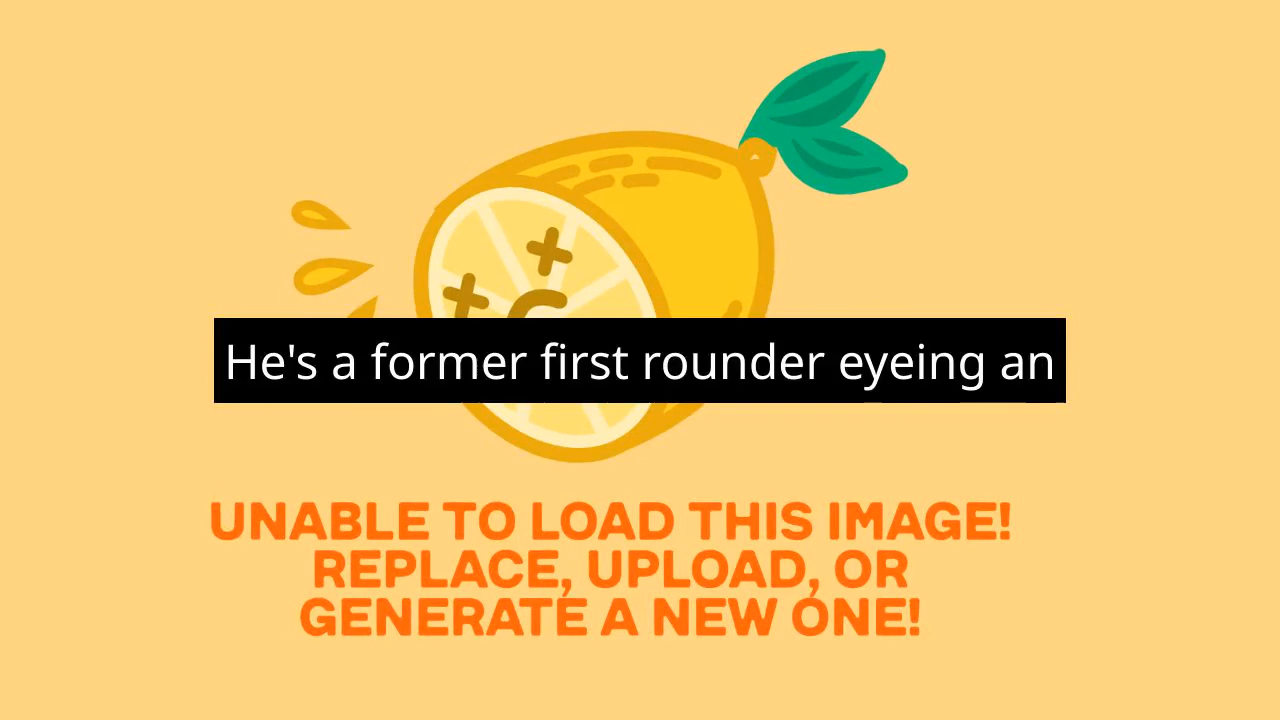 He's a former first rounder eyeing an
UNABLE TO LOAD THIS IMAGE!
REPLACE, UPLOAD, OR
GENERATE A NEW ONE!